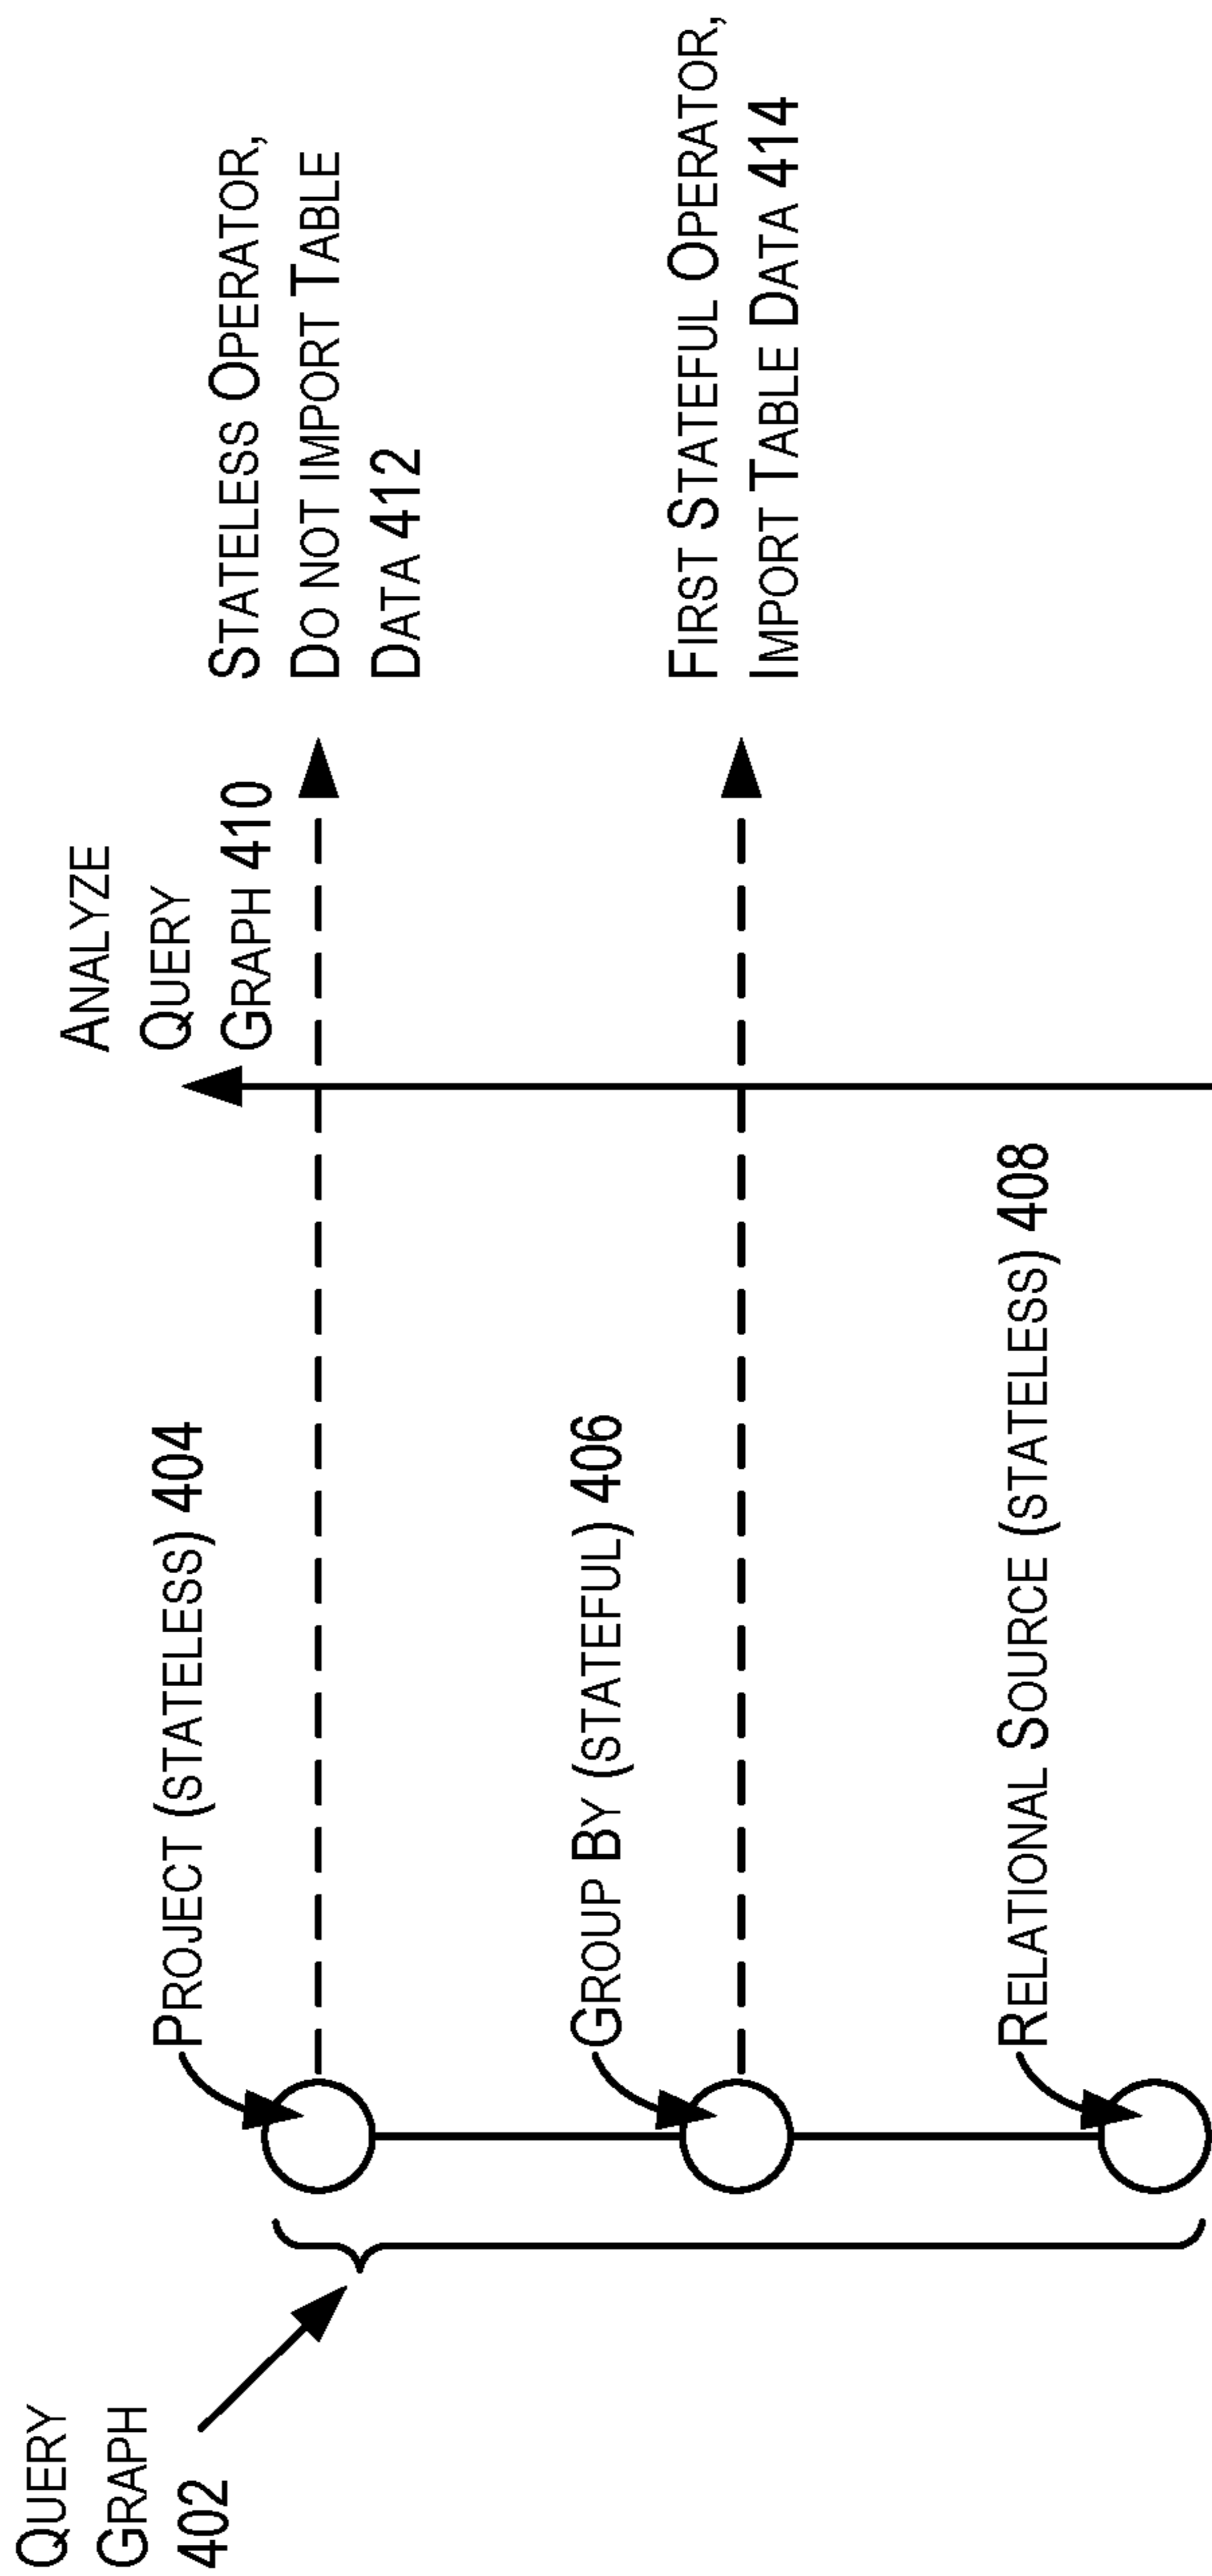 QUERY
GRAPH
402
PROJECT (STATELESS) 404
GROUP BY (STATEFUL) 406
RELATIONAL SOURCE (STATELESS) 408
ANALYZE
QUERY
GRAPH 410
STATELESS OPERATOR,
DO NOT IMPORT TABLE
DATA 412
FIRST STATEFUL OPERATOR,
IMPORT TABLE DATA 414